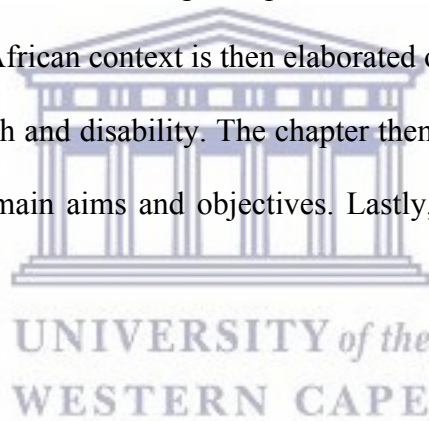 African context is then elaborated
h and disability. The chapter then
main aims and objectives. Lastly,
UNIVERSITY of the
WESTERN CAPE